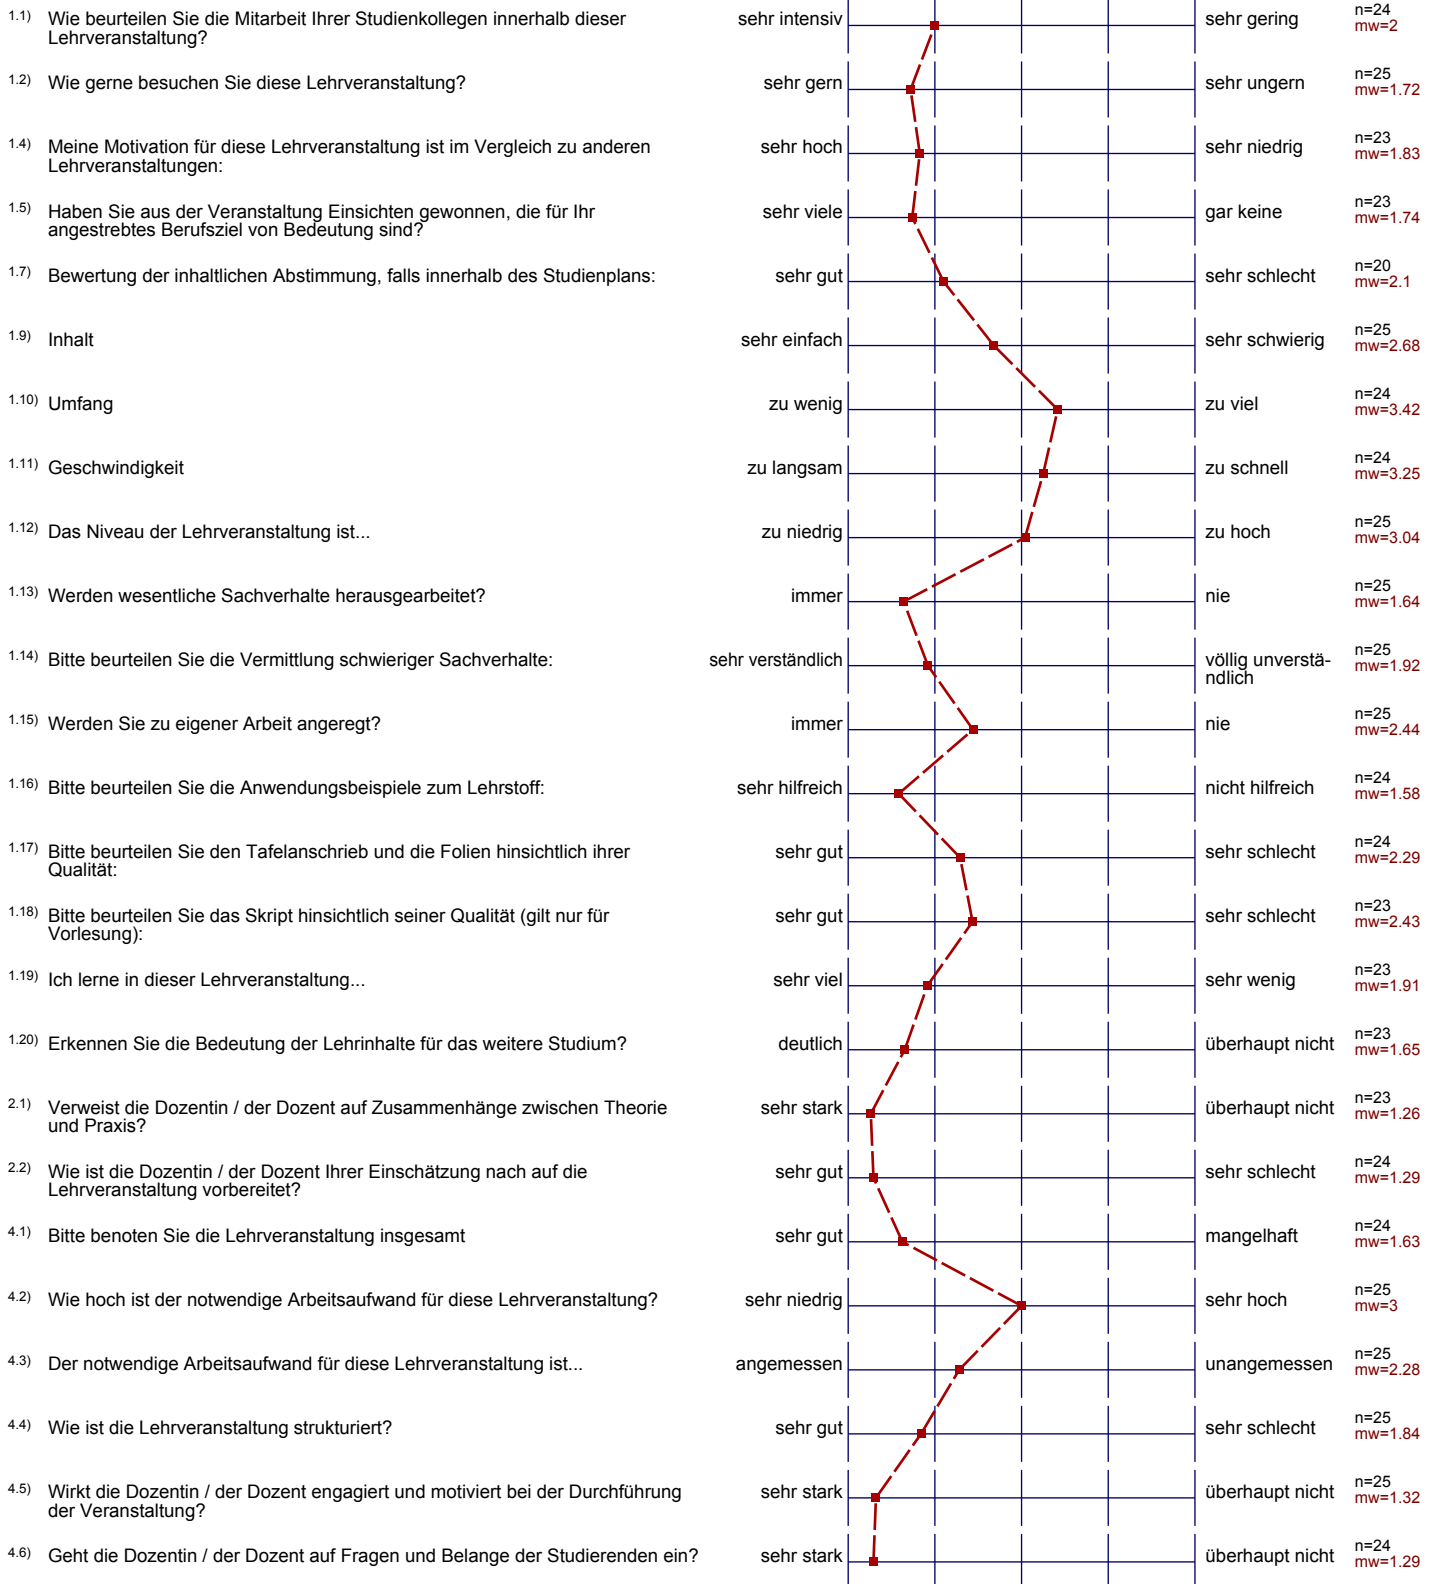 1.1) Wie beurteilen Sie die Mitarbeit Ihrer Studienkollegen innerhalb dieser
Lehrveranstaltung?
sehr intensiv
sehr gering
n=24
mw=2
1.2) Wie gerne besuchen Sie diese Lehrveranstaltung?
sehr gern
sehr ungern
n=25
mw=1.72
1.4) Meine Motivation für diese Lehrveranstaltung ist im Vergleich zu anderen
Lehrveranstaltungen:
sehr hoch
sehr niedrig
n=23
mw=1.83
1.5) Haben Sie aus der Veranstaltung Einsichten gewonnen, die für Ihr
angestrebtes Berufsziel von Bedeutung sind?
sehr viele
gar keine
n=23
mw=1.74
1.7) Bewertung der inhaltlichen Abstimmung, falls innerhalb des Studienplans:
sehr gut
sehr schlecht
n=20
mw=2.1
1.9) Inhalt
sehr einfach
sehr schwierig
n=25
mw=2.68
1.10) Umfang
zu wenig
zu viel
n=24
mw=3.42
1.11) Geschwindigkeit
zu langsam
zu schnell
n=24
mw=3.25
1.12) Das Niveau der Lehrveranstaltung ist...
zu niedrig
zu hoch
n=25
mw=3.04
1.13) Werden wesentliche Sachverhalte herausgearbeitet?
immer
nie
n=25
mw=1.64
1.14) Bitte beurteilen Sie die Vermittlung schwieriger Sachverhalte:
sehr verständlich
völlig unverstä-
ndlich
n=25
mw=1.92
1.15) Werden Sie zu eigener Arbeit angeregt?
immer
nie
n=25
mw=2.44
1.16) Bitte beurteilen Sie die Anwendungsbeispiele zum Lehrstoff:
sehr hilfreich
nicht hilfreich
n=24
mw=1.58
1.17) Bitte beurteilen Sie den Tafelanschrieb und die Folien hinsichtlich ihrer
Qualität:
sehr gut
sehr schlecht
n=24
mw=2.29
1.18) Bitte beurteilen Sie das Skript hinsichtlich seiner Qualität (gilt nur für
Vorlesung):
sehr gut
sehr schlecht
n=23
mw=2.43
1.19) Ich lerne in dieser Lehrveranstaltung...
sehr viel
sehr wenig
n=23
mw=1.91
1.20) Erkennen Sie die Bedeutung der Lehrinhalte für das weitere Studium?
deutlich
überhaupt nicht
n=23
mw=1.65
2.1) Verweist die Dozentin / der Dozent auf Zusammenhänge zwischen Theorie
und Praxis?
sehr stark
überhaupt nicht
n=23
mw=1.26
2.2) Wie ist die Dozentin / der Dozent Ihrer Einschätzung nach auf die
Lehrveranstaltung vorbereitet?
sehr gut
sehr schlecht
n=24
mw=1.29
4.1) Bitte benoten Sie die Lehrveranstaltung insgesamt
sehr gut
mangelhaft
n=24
mw=1.63
4.2) Wie hoch ist der notwendige Arbeitsaufwand für diese Lehrveranstaltung?
sehr niedrig
sehr hoch
n=25
mw=3
4.3) Der notwendige Arbeitsaufwand für diese Lehrveranstaltung ist...
angemessen
unangemessen
n=25
mw=2.28
4.4) Wie ist die Lehrveranstaltung strukturiert?
sehr gut
sehr schlecht
n=25
mw=1.84
4.5) Wirkt die Dozentin / der Dozent engagiert und motiviert bei der Durchführung
der Veranstaltung?
sehr stark
überhaupt nicht
n=25
mw=1.32
4.6) Geht die Dozentin / der Dozent auf Fragen und Belange der Studierenden ein?
sehr stark
überhaupt nicht
n=24
mw=1.29